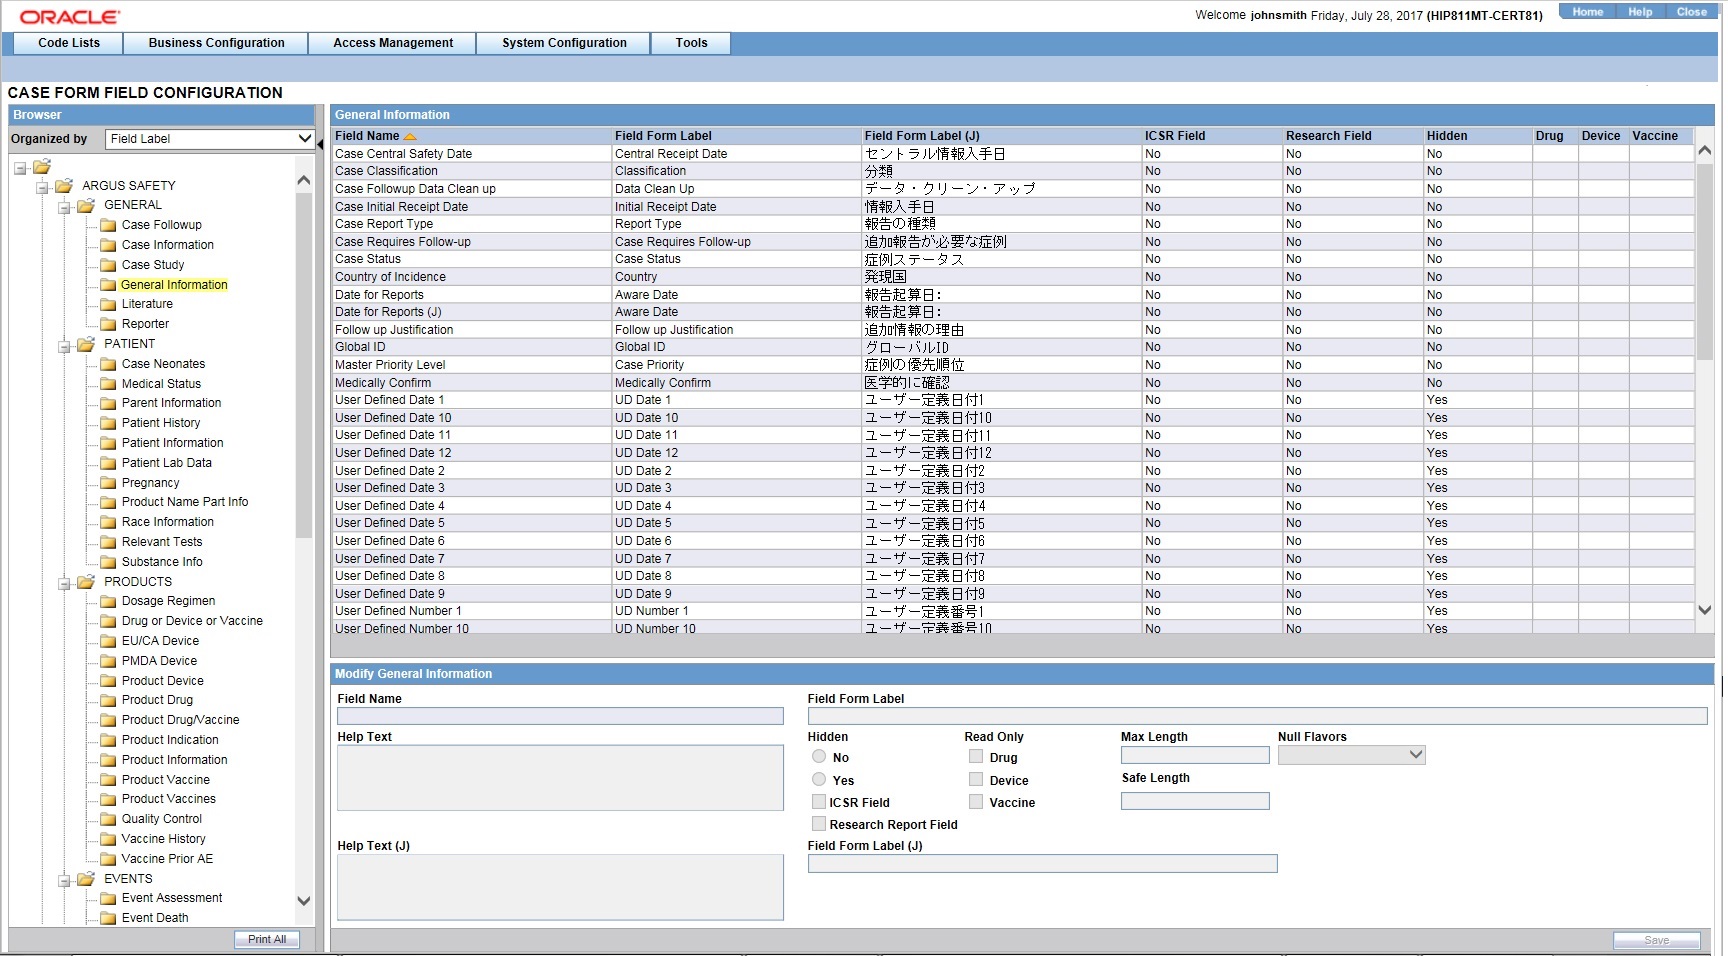 ORACLE
Welcome johnsmith Friday, July 28, 2017 (HIP811MT-CERT81)
Home Help Close
Code Lists Business Configuration Access Management System Configuration Tools
CASE FORM FIELD CONFIGURATION
Browser
Organized by Field Label
ARGUS SAFETY
GENERAL
Case Followup
Case Information
Case Study
General Information
Literature
Reporter
PATIENT
Case Neonates
Medical Status
Parent Information
Patient History
Patient Information
Patient Lab Data
Pregnancy
Product Name Part Info
Race Information
Relevant Tests
Substance Info
PRODUCTS
Dosage Regimen
Drug or Device or Vaccine
EU/CA Device
PMDA Device
Product Device
Product Drug
Product Drug/Vaccine
Product Indication
Product Information
Product Vaccine
Product Vaccines
Quality Control
Vaccine History
Vaccine Prior AE
EVENTS
Event Assessment
Event Death
Print All
General Information
Field Name Field Form Label Field Form Label (J) ICSR Field Research Field Hidden Drug Device Vaccine
Case Central Safety Date Central Receipt Date セントラル情報入手日 No No No
Case Classification Classification 分類 No No No
Case Followup Data Clean up Data Clean Up データ・クリーン・アップ No No No
Case Initial Receipt Date Initial Receipt Date 情報入手日 No No No
Case Report Type Report Type 報告の種類 No No No
Case Requires Follow-up Case Requires Follow-up 追加報告が必要な症例 No No No
Case Status Case Status 症例ステータス No No No
Country of Incidence Country 発現国 No No No
Date for Reports Aware Date 報告起算日: No No No
Date for Reports (J) Aware Date 報告起算日: No No No
Follow up Justification Follow up Justification 追加情報の理由 No No No
Global ID Global ID グローバルID No No No
Master Priority Level Case Priority 症例の優先順位 No No No
Medically Confirm Medically Confirm 医学的に確認 No No No
User Defined Date 1 UD Date 1 ユーザー定義日付1 No No Yes
User Defined Date 10 UD Date 10 ユーザー定義日付10 No No Yes
User Defined Date 11 UD Date 11 ユーザー定義日付11 No No Yes
User Defined Date 12 UD Date 12 ユーザー定義日付12 No No Yes
User Defined Date 2 UD Date 2 ユーザー定義日付2 No No Yes
User Defined Date 3 UD Date 3 ユーザー定義日付3 No No Yes
User Defined Date 4 UD Date 4 ユーザー定義日付4 No No Yes
User Defined Date 5 UD Date 5 ユーザー定義日付5 No No Yes
User Defined Date 6 UD Date 6 ユーザー定義日付6 No No Yes
User Defined Date 7 UD Date 7 ユーザー定義日付7 No No Yes
User Defined Date 8 UD Date 8 ユーザー定義日付8 No No Yes
User Defined Date 9 UD Date 9 ユーザー定義日付9 No No Yes
User Defined Number 1 UD Number 1 ユーザー定義番号1 No No Yes
User Defined Number 10 UD Number 10 ユーザー定義番号10 No No Yes
Modify General Information
Field Name Field Form Label
Help Text Hidden Read Only Max Length Null Flavors
No Drug
Safe Length
Yes Device
ICSR Field Vaccine
Research Report Field
Help Text (J) Field Form Label (J)
Save